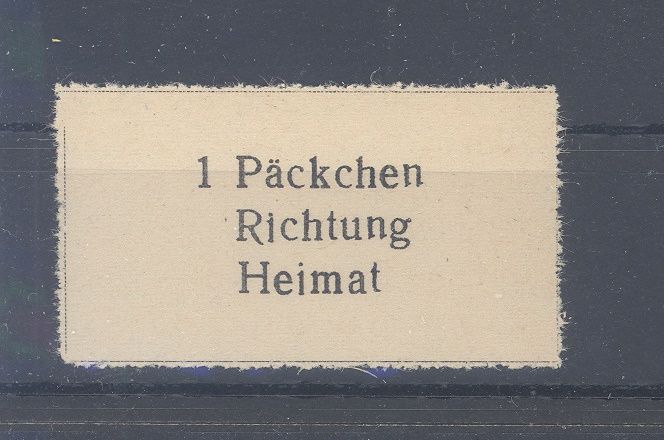 1 Päckchen
Richtung
Heimat